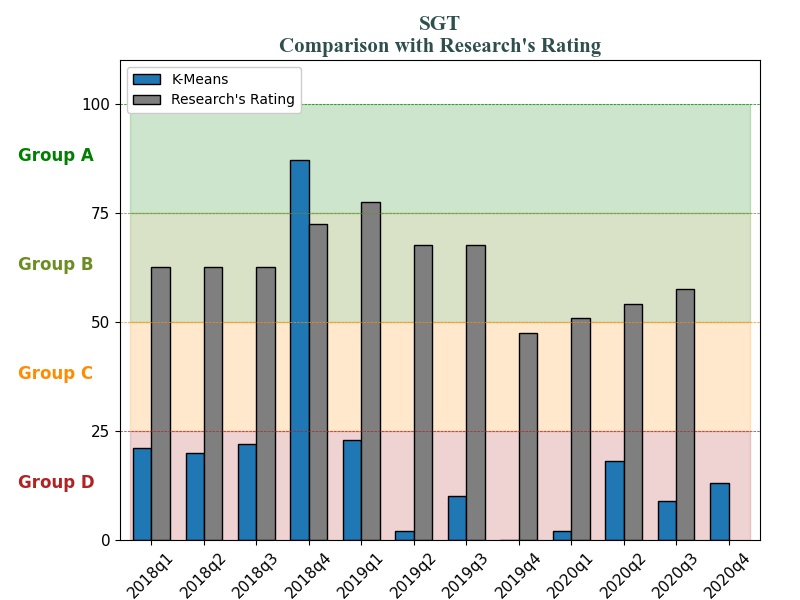 SGT
Comparison with Research's Rating
K-Means
Research's Rating
100
Group A
75
Group B
50
Group C
25
Group D
0
2018q1
2018q2
2018q3
2018q4
2019q1
2019q2
2019q3
2019q4
2020q1
2020q2
2020q3
2020q4